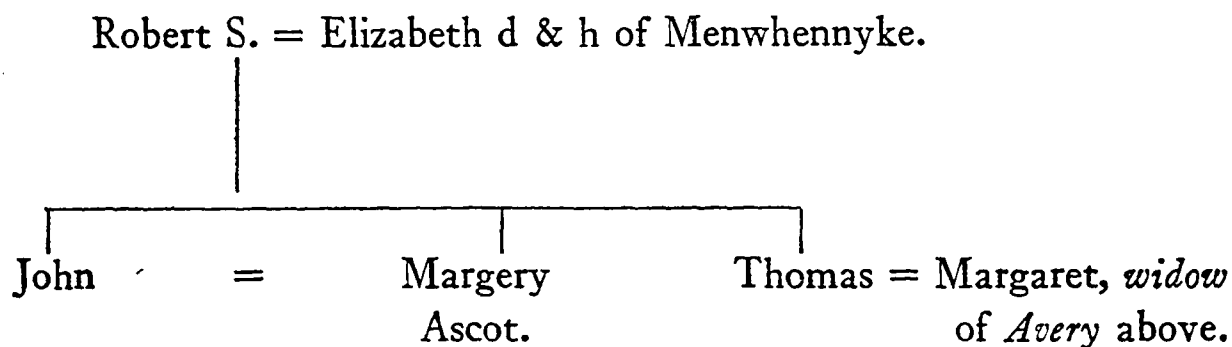 Robert S. = Elizabeth d & h of Menwhennyke.
John = Margery Thomas = Margaret, widow
Ascot. of Avery above.